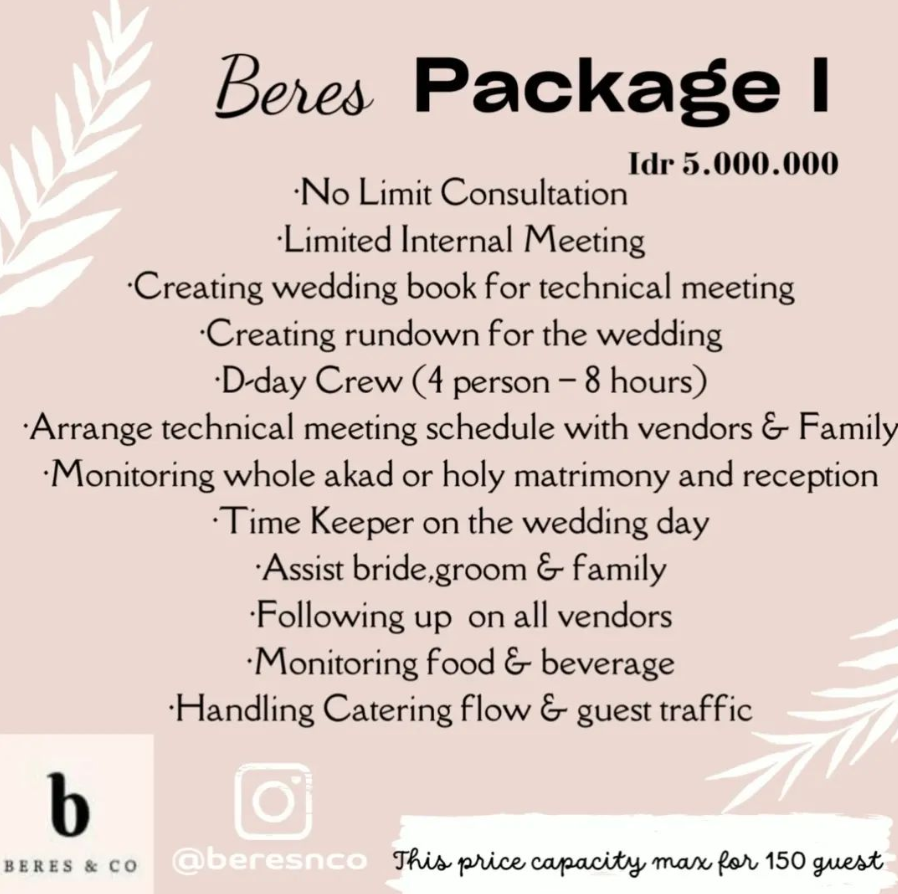 Beres Package I
Idr 5.000.000
·No Limit Consultation
·Limited Internal Meeting
·Creating wedding book for technical meeting
·Creating rundown for the wedding
·D-day Crew (4 person – 8 hours)
·Arrange technical meeting schedule with vendors & Family
·Monitoring whole akad or holy matrimony and reception
·Time Keeper on the wedding day
·Assist bride,groom & family
·Following up  on all vendors
·Monitoring food & beverage
·Handling Catering flow & guest traffic
b
BERES & CO
@beresnco
This price capacity max for 150 guest